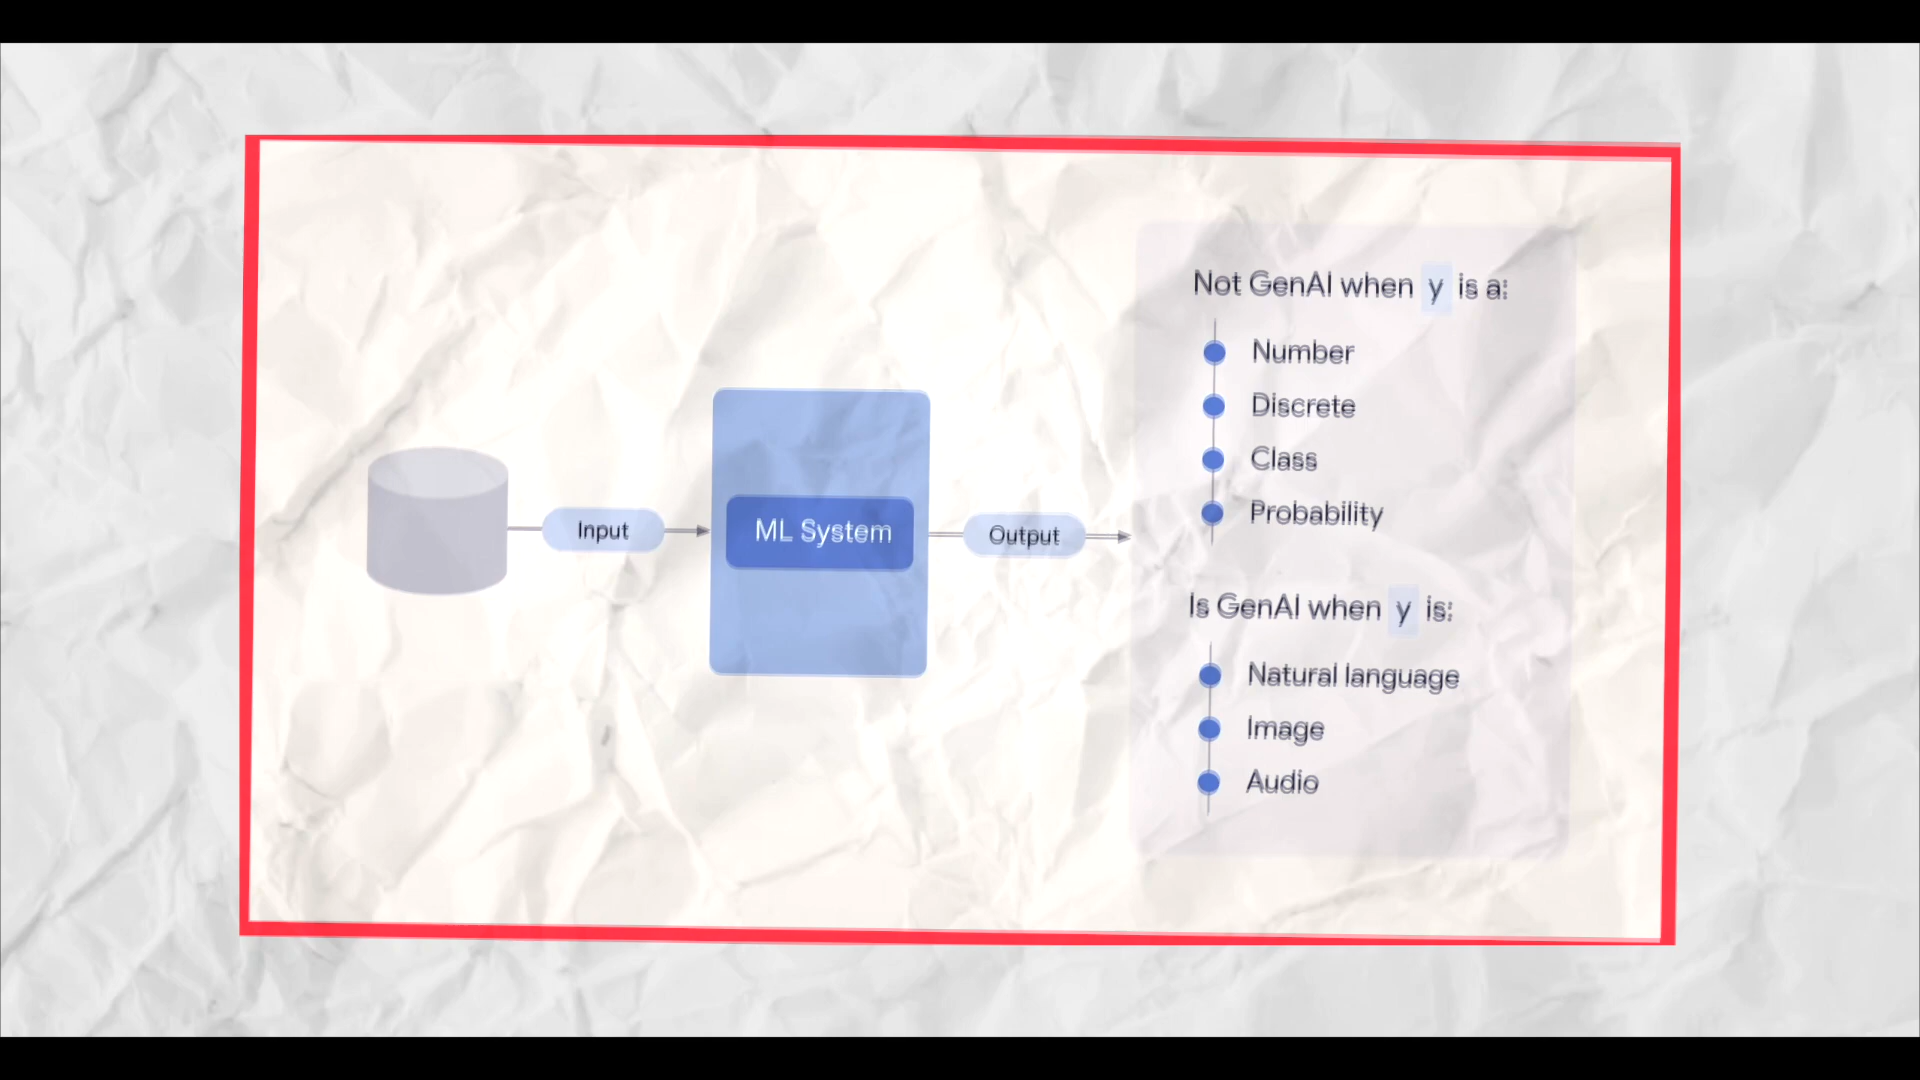 Input
ML System
Output
Not GenAI when y is a:
Number
Discrete
Class
Probability
Is GenAI when y is:
Natural language
Image
Audio